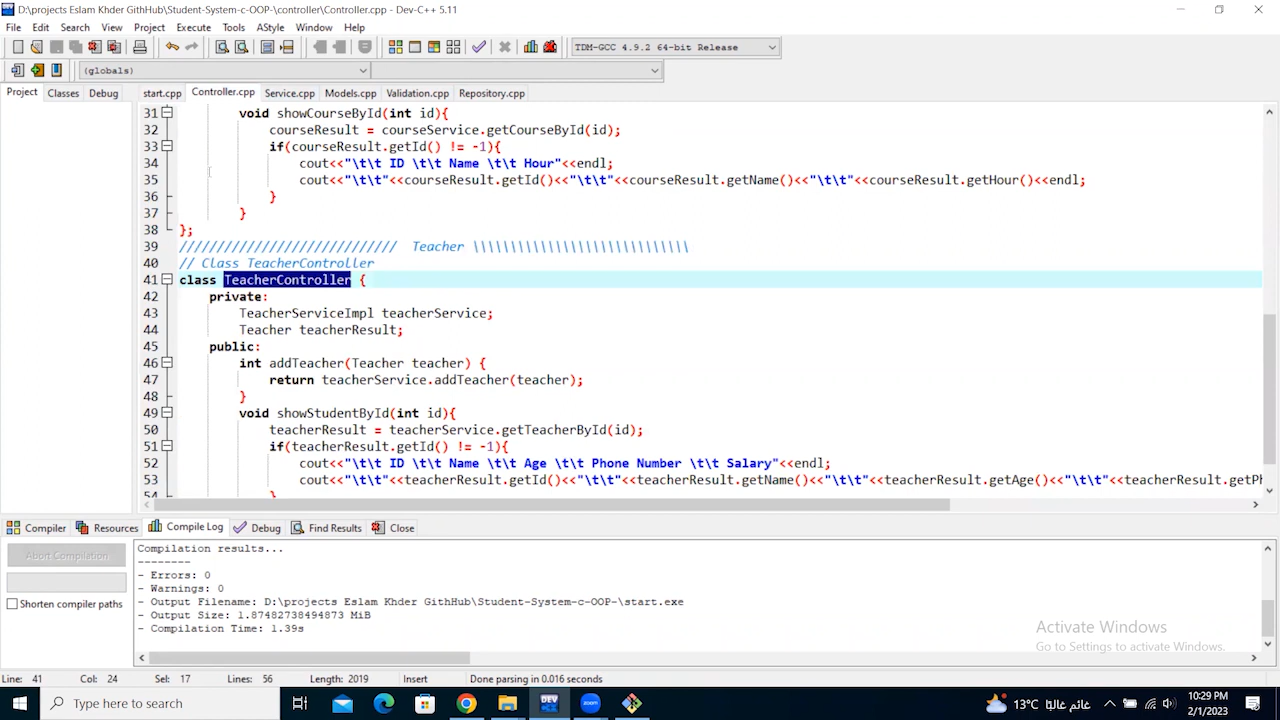 D:\projects Eslam Khder GithHub\Student-System-c-OOP-\controller\Controller.cpp - Dev-C++ 5.11
File Edit Search View Project Execute Tools AStyle Window Help
TDM-GCC 4.9.2 64-bit Release
(globals)
Project Classes Debug start.cpp Controller.cpp Service.cpp Models.cpp Validation.cpp Repository.cpp
31 void showCourseById(int id){
32 courseResult = courseService.getCourseById(id);
33 if(courseResult.getId() != -1){
34 cout<<"\t\t ID \t\t Name \t\t Hour"<<endl;
35 cout<<"\t\t"<<courseResult.getId()<<"\t\t"<<courseResult.getName()<<"\t\t"<<courseResult.getHour()<<endl;
36 }
37 }
38 };
39 ///////////////////////////// Teacher \\\\\\\\\\\\\\\\\\\\\\\\\\\\\
40 // Class TeacherController
41 class TeacherController {
42 private:
43 TeacherServiceImpl teacherService;
44 Teacher teacherResult;
45 public:
46 int addTeacher(Teacher teacher) {
47 return teacherService.addTeacher(teacher);
48 }
49 void showStudentById(int id){
50 teacherResult = teacherService.getTeacherById(id);
51 if(teacherResult.getId() != -1){
52 cout<<"\t\t ID \t\t Name \t\t Age \t\t Phone Number \t\t Salary"<<endl;
53 cout<<"\t\t"<<teacherResult.getId()<<"\t\t"<<teacherResult.getName()<<"\t\t"<<teacherResult.getAge()<<"\t\t"<<teacherResult.getPh
54 }
Compiler Resources Compile Log Debug Find Results Close
Abort Compilation
Shorten compiler paths
Compilation results...
--------
- Errors: 0
- Warnings: 0
- Output Filename: D:\projects Eslam Khder GithHub\Student-System-c-OOP-\start.exe
- Output Size: 1.87482738494873 MiB
- Compilation Time: 1.39s
Activate Windows
Go to Settings to activate Windows.
Line: 41 Col: 24 Sel: 17 Lines: 56 Length: 2019 Insert Done parsing in 0.016 seconds
Type here to search
DEV
zoom
13°C غائم غالبًا
10:29 PM
2/1/2023